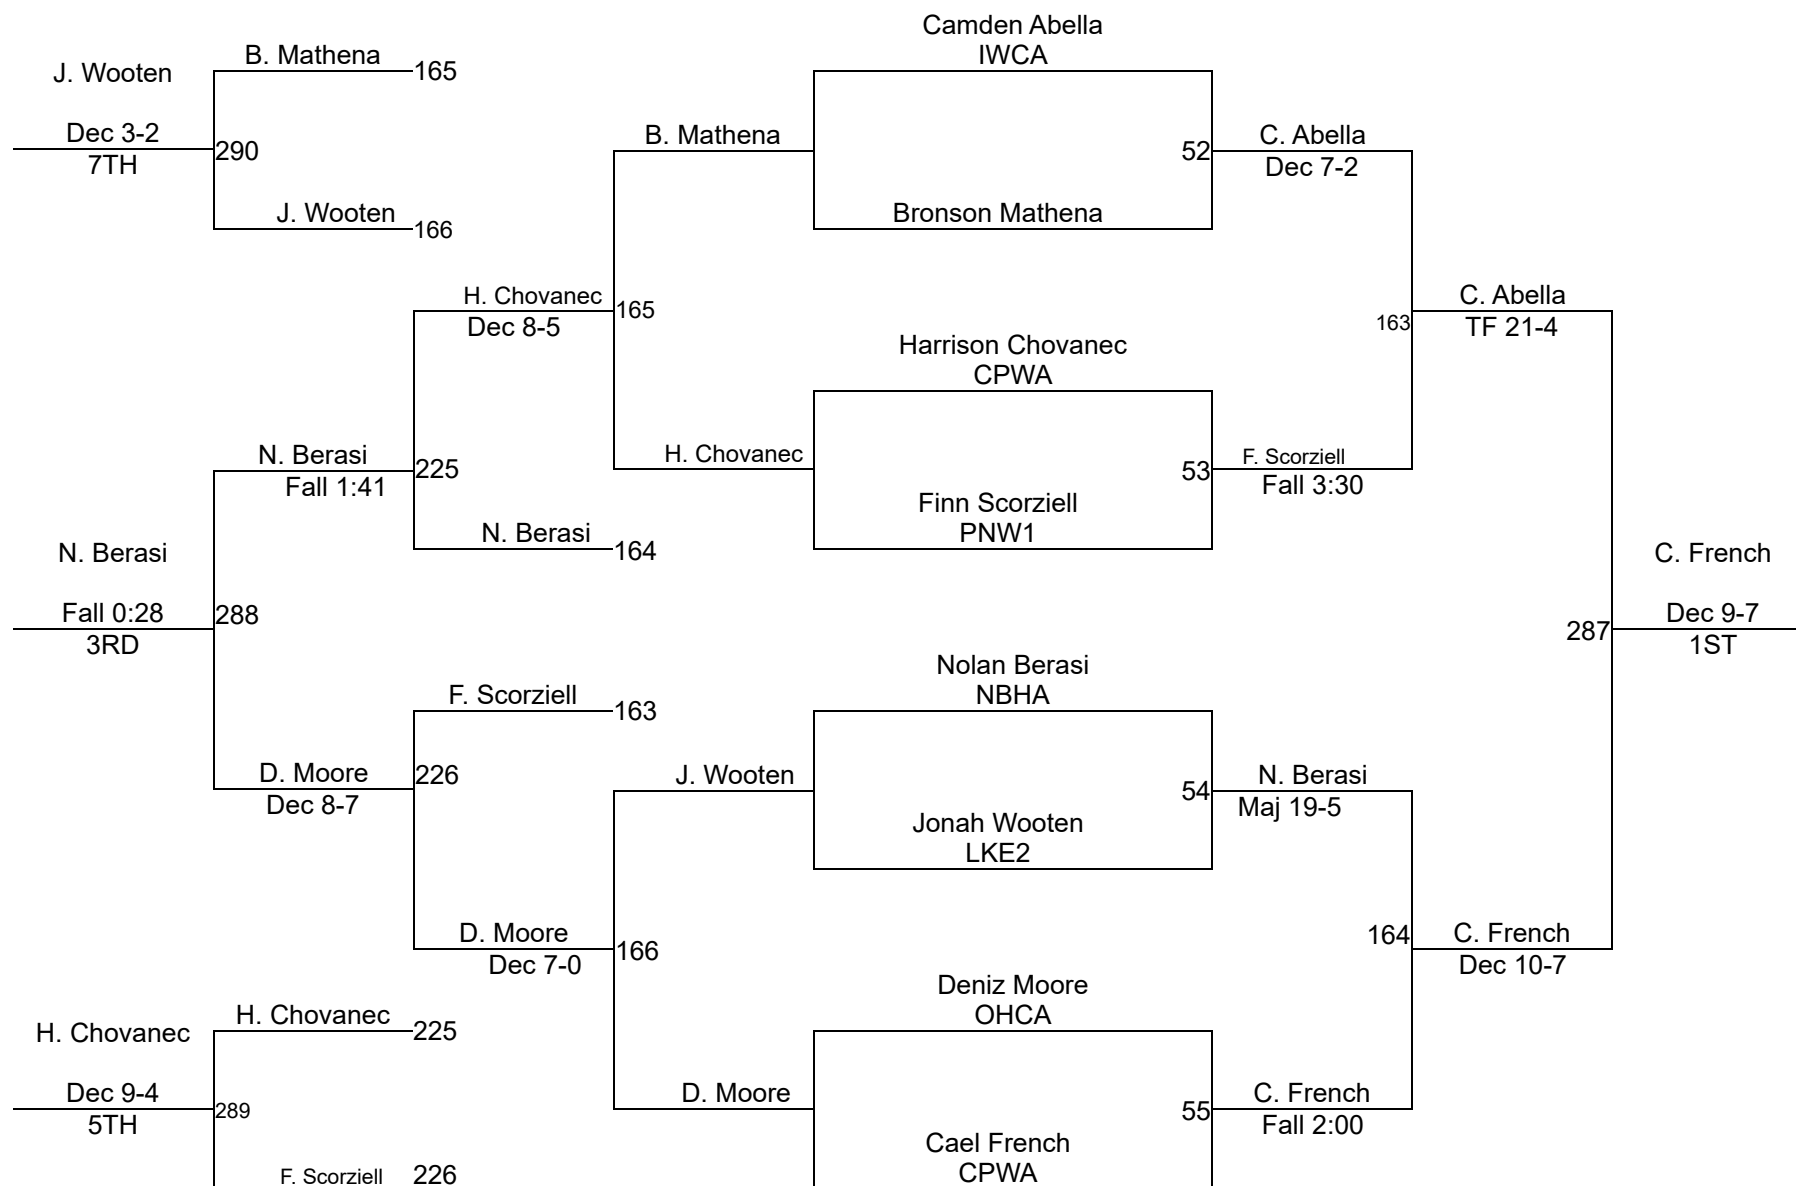 Camden Abella
IWCA
B. Mathena
165
J. Wooten
Dec 3-2
7TH
290
J. Wooten
166
B. Mathena
52
C. Abella
Dec 7-2
Bronson Mathena
H. Chovanec
Dec 8-5
165
163
C. Abella
TF 21-4
Harrison Chovanec
CPWA
N. Berasi
Fall 1:41
225
H. Chovanec
53
F. Scorziell
Fall 3:30
Finn Scorziell
PNW1
N. Berasi
164
N. Berasi
Fall 0:28
3RD
288
C. French
287
Dec 9-7
1ST
Nolan Berasi
NBHA
F. Scorziell
163
D. Moore
Dec 8-7
226
J. Wooten
54
N. Berasi
Maj 19-5
Jonah Wooten
LKE2
D. Moore
Dec 7-0
166
164
C. French
Dec 10-7
Deniz Moore
OHCA
H. Chovanec
225
H. Chovanec
Dec 9-4
5TH
289
D. Moore
55
C. French
Fall 2:00
Cael French
CPWA
F. Scorziell
226